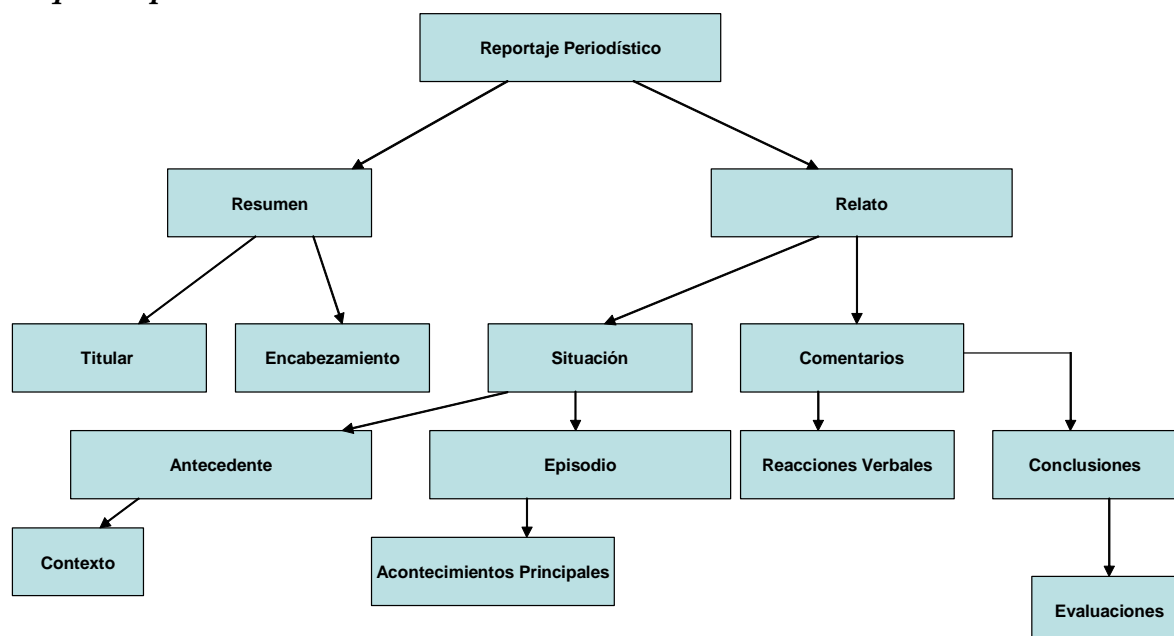 Reportaje Periodístico
Resumen
Relato
Titular
Encabezamiento
Situación
Comentarios
Antecedente
Episodio
Reacciones Verbales
Conclusiones
Contexto
Acontecimientos Principales
Evaluaciones